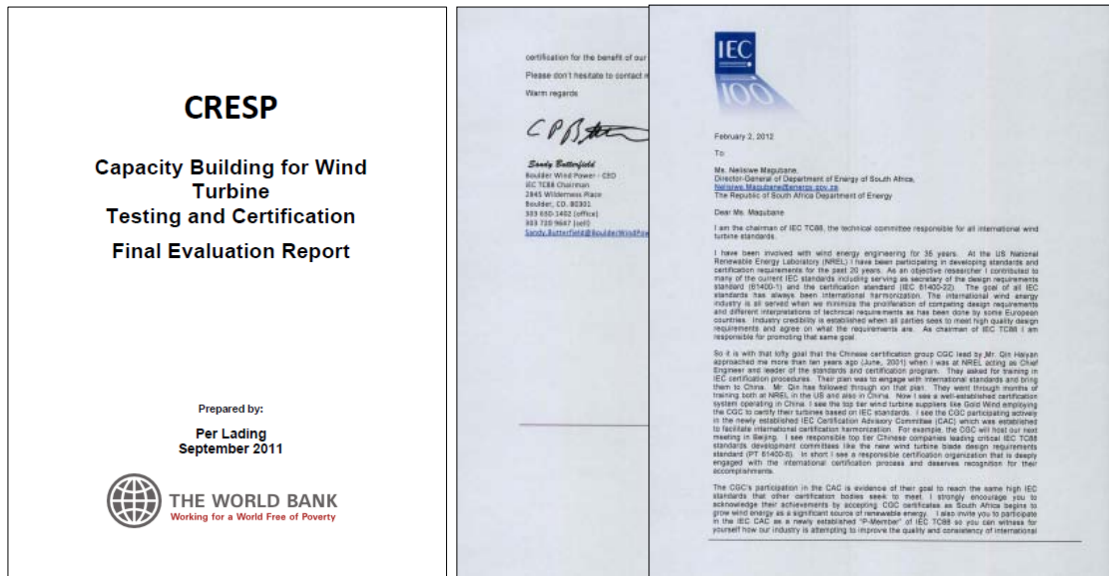 CRESP
Capacity Building for Wind
Turbine
Testing and Certification
Final Evaluation Report
Prepared by:
Per Lading
September 2011
THE WORLD BANK
Working for a World Free of Poverty
certification for the benefit of our
Please don't hesitate to contact
Warm regards
Sandy Butterfield
Boulder Wind Power - CEO
IEC TC88 Chairman
2845 Wilderness Place
Boulder, CO. 80301
303 630-1402 (office)
303 720 9647 (cell)
Sandy.Butterfield@BoulderWindPow
IEC
100
February 2, 2012
To:
Ms. Nelisiwe Magubane,
Director-General of Department of Energy of South Africa,
Nelisiwe.Magubane@energy.gov.za
The Republic of South Africa Department of Energy
Dear Ms. Magubane
I am the chairman of IEC TC88, the technical committee responsible for all international wind
turbine standards.
I have been involved with wind energy engineering for 35 years. At the US National
Renewable Energy Laboratory (NREL) I have been participating in developing standards and
certification requirements for the past 20 years. As an objective researcher I contributed to
many of the current IEC standards including serving as secretary of the design requirements
standard (61400-1) and the certification standard (IEC 61400-22). The goal of all IEC
standards has always been international harmonization. The international wind energy
industry is all served when we minimize the proliferation of competing design requirements
and different interpretations of technical requirements as has been done by some European
countries. Industry credibility is established when all parties seek to meet high quality design
requirements and agree on what the requirements are. As chairman of IEC TC88 I am
responsible for promoting that same goal.
So it is with that lofty goal that the Chinese certification group CGC lead by Mr. Qin Haiyan
approached me more than ten years ago (June, 2001) when I was at NREL acting as Chief
Engineer and leader of the standards and certification program. They asked for training in
IEC certification procedures. Their plan was to engage with international standards and bring
them to China. Mr. Qin has followed through on that plan. They went through months of
training both at NREL in the US and also in China. Now I see a well-established certification
system operating in China. I see the top tier wind turbine suppliers like Gold Wind employing
the CGC to certify their turbines based on IEC standards. I see the CGC participating actively
in the newly established IEC Certification Advisory Committee (CAC) which was established
to facilitate international certification harmonization. For example, the CGC will host our next
meeting in Beijing. I see responsible top tier Chinese companies leading critical IEC TC88
standards development committees like the new wind turbine blade design requirements
standard (PT 61400-5). In short I see a responsible certification organization that is deeply
engaged with the international certification process and deserves recognition for their
accomplishments.
The CGC's participation in the CAC is evidence of their goal to reach the same high IEC
standards that other certification bodies seek to meet. I strongly encourage you to
acknowledge their achievements by accepting CGC certificates as South Africa begins to
grow wind energy as a significant source of renewable energy. I also invite you to participate
in the IEC CAC as a newly established "P-Member" of IEC TC88 so you can witness for
yourself how our industry is attempting to improve the quality and consistency of international